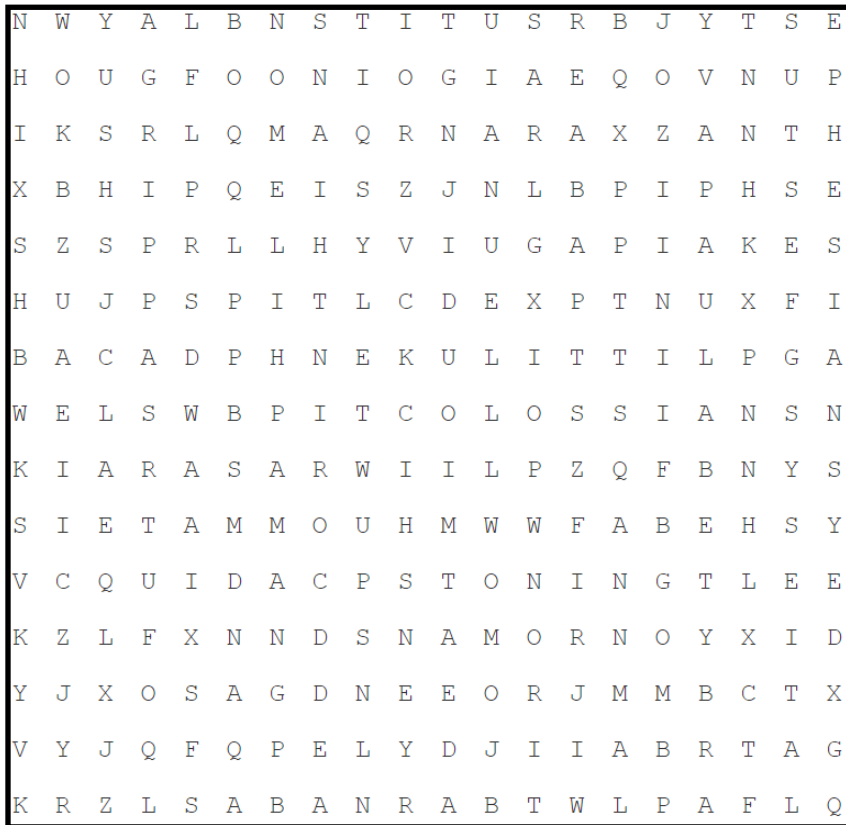 N W Y A L B N S T I T U S R B J Y T S E
H O U G F O O N I O G I A E Q O V N U P
I K S R L Q M A Q R N A R A X Z A N T H
X B H I P Q E I S Z J N L B P I P H S E
S Z S P R L L H Y V I U G A P I A K E S
H U J P S P I T L C D E X P T N U X F I
B A C A D P H N E K U L I T T I L P G A
W E L S W B P I T C O L O S S I A N S N
K I A R A S A R W I I L P Z Q F B N Y S
S I E T A M M O U H M W W F A B E H S Y
V C Q U I D A C P S T O N I N G T L E E
K Z L F X N N D S N A M O R N O Y X I D
Y J X O S A G D N E E O R J M M B C T X
V Y J Q F Q P E L Y D J I I A B R T A G
K R Z L S A B A N R A B T W L P A F L Q